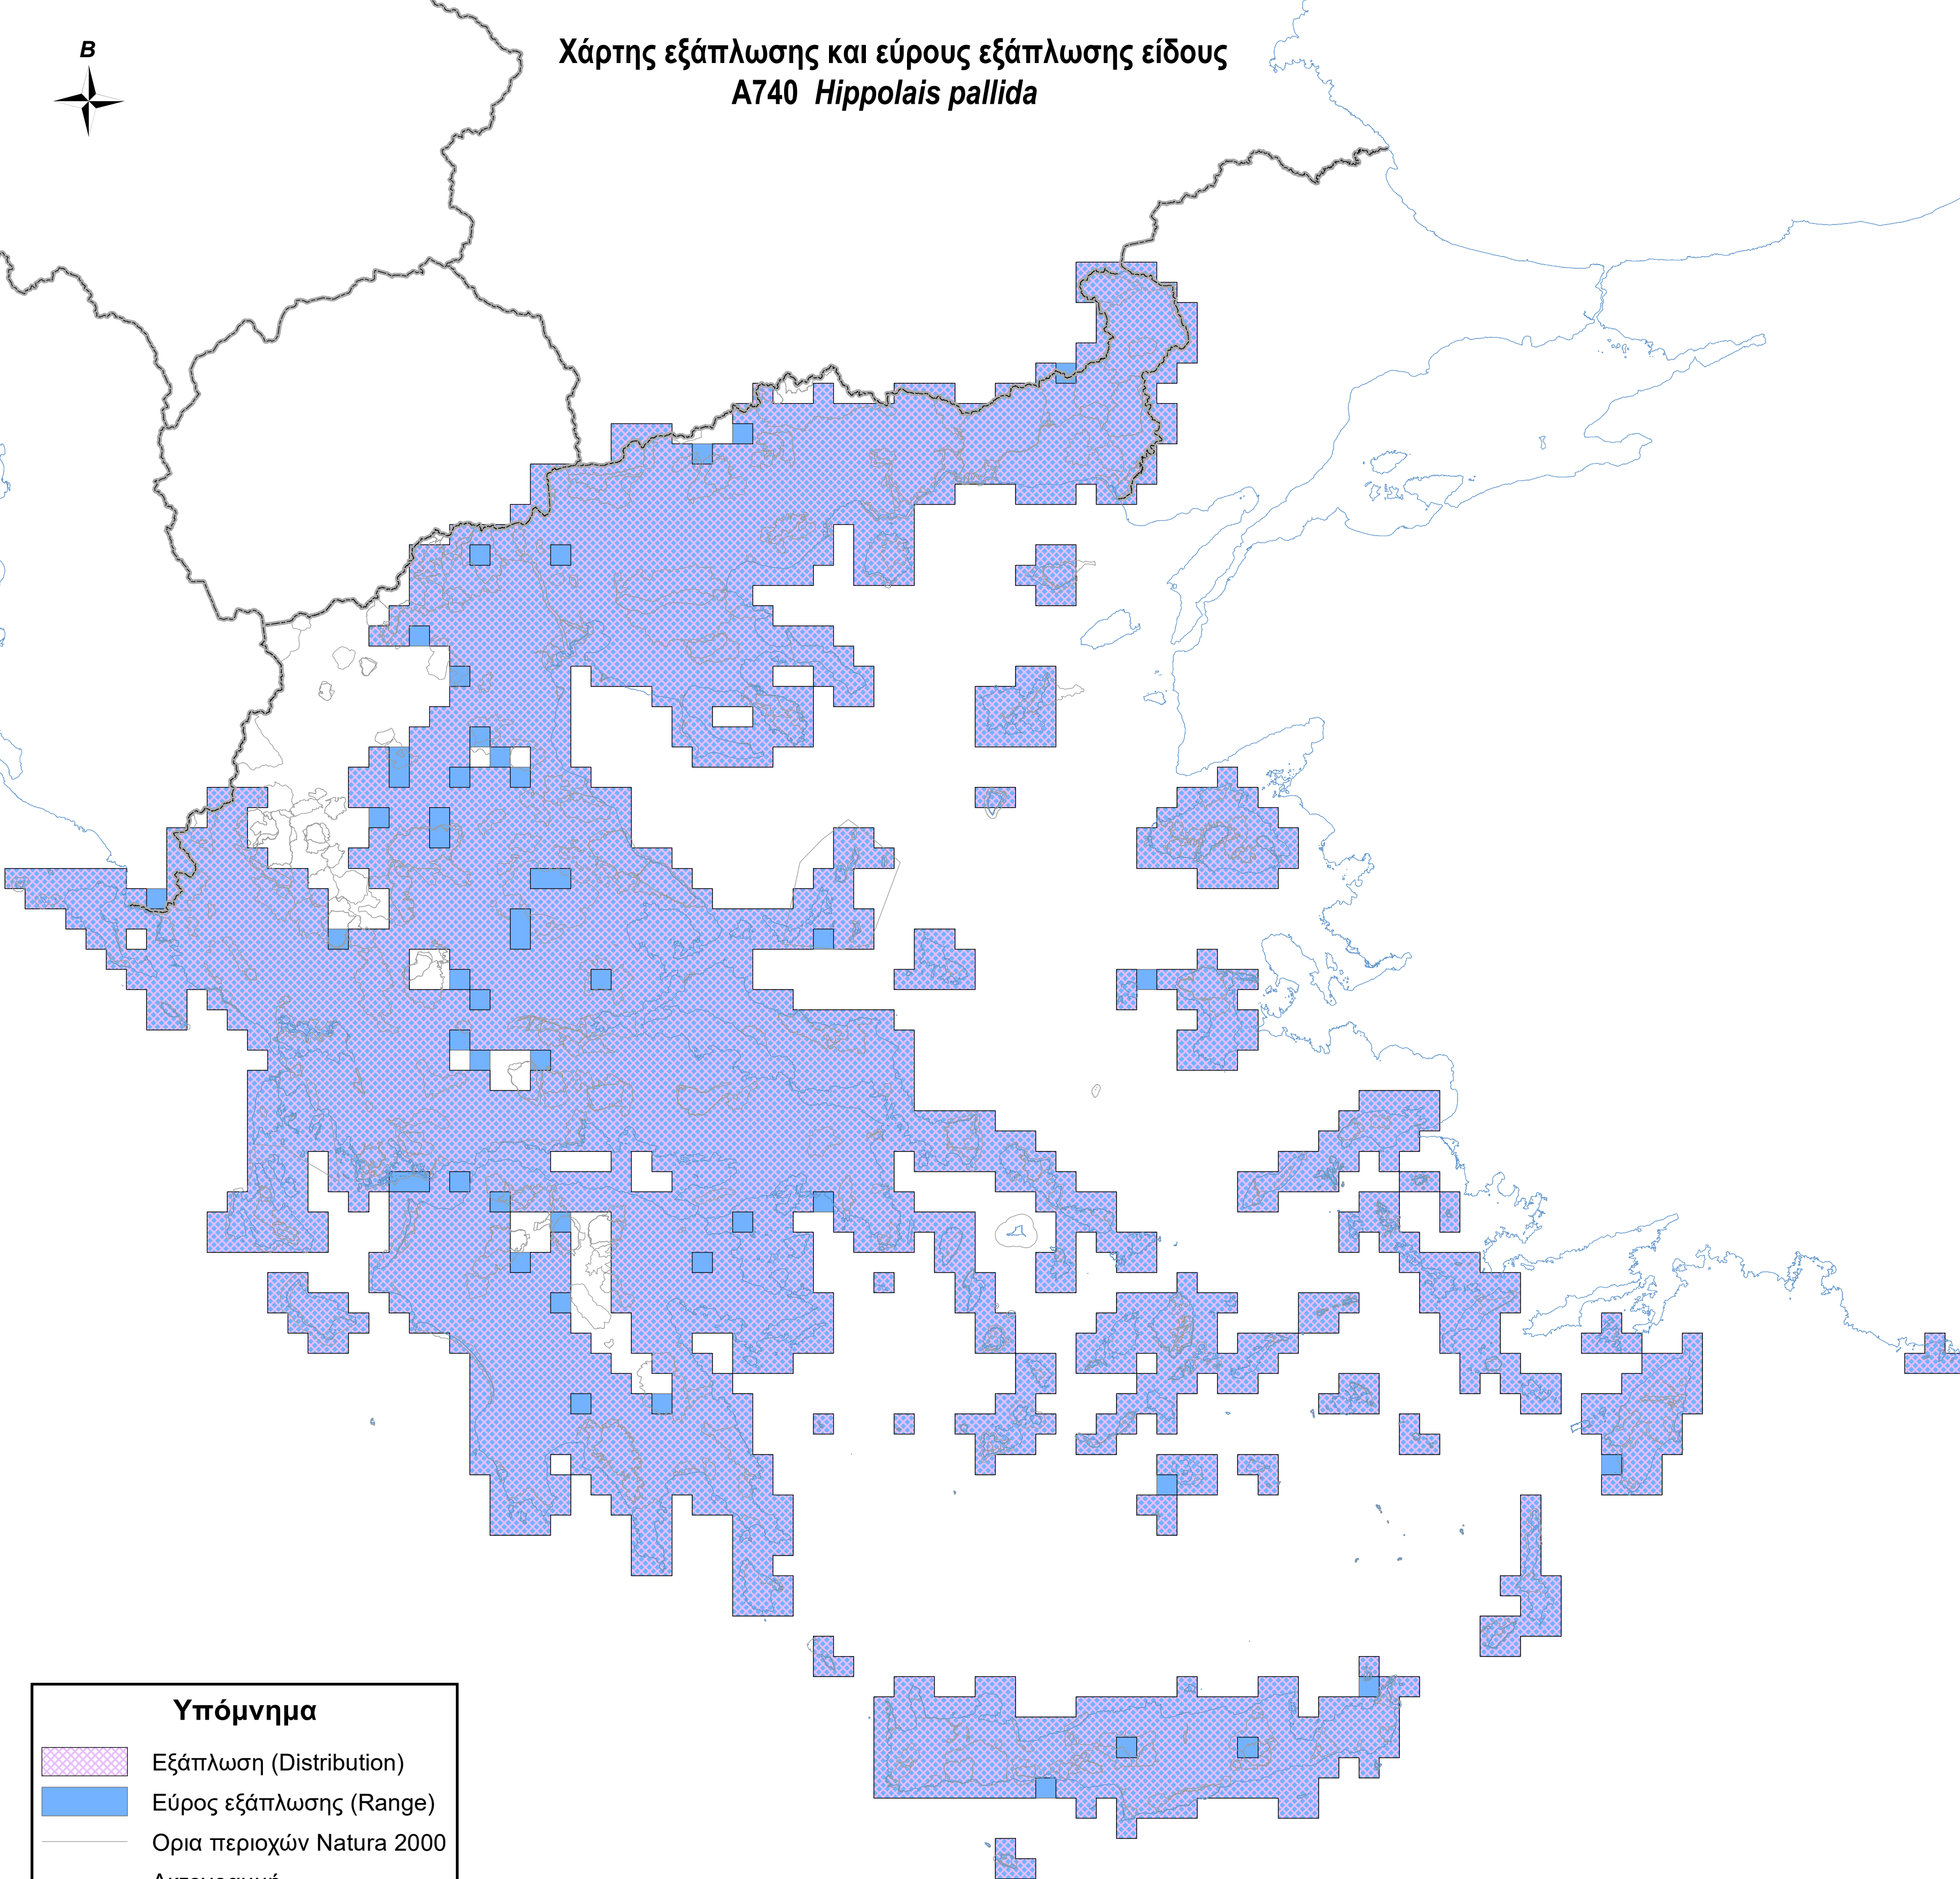 B
Χάρτης εξάπλωσης και εύρους εξάπλωσης είδους
A740 Hippolais pallida
Υπόμνημα
Εξάπλωση (Distribution)
Εύρος εξάπλωσης (Range)
Ορια περιοχών Natura 2000